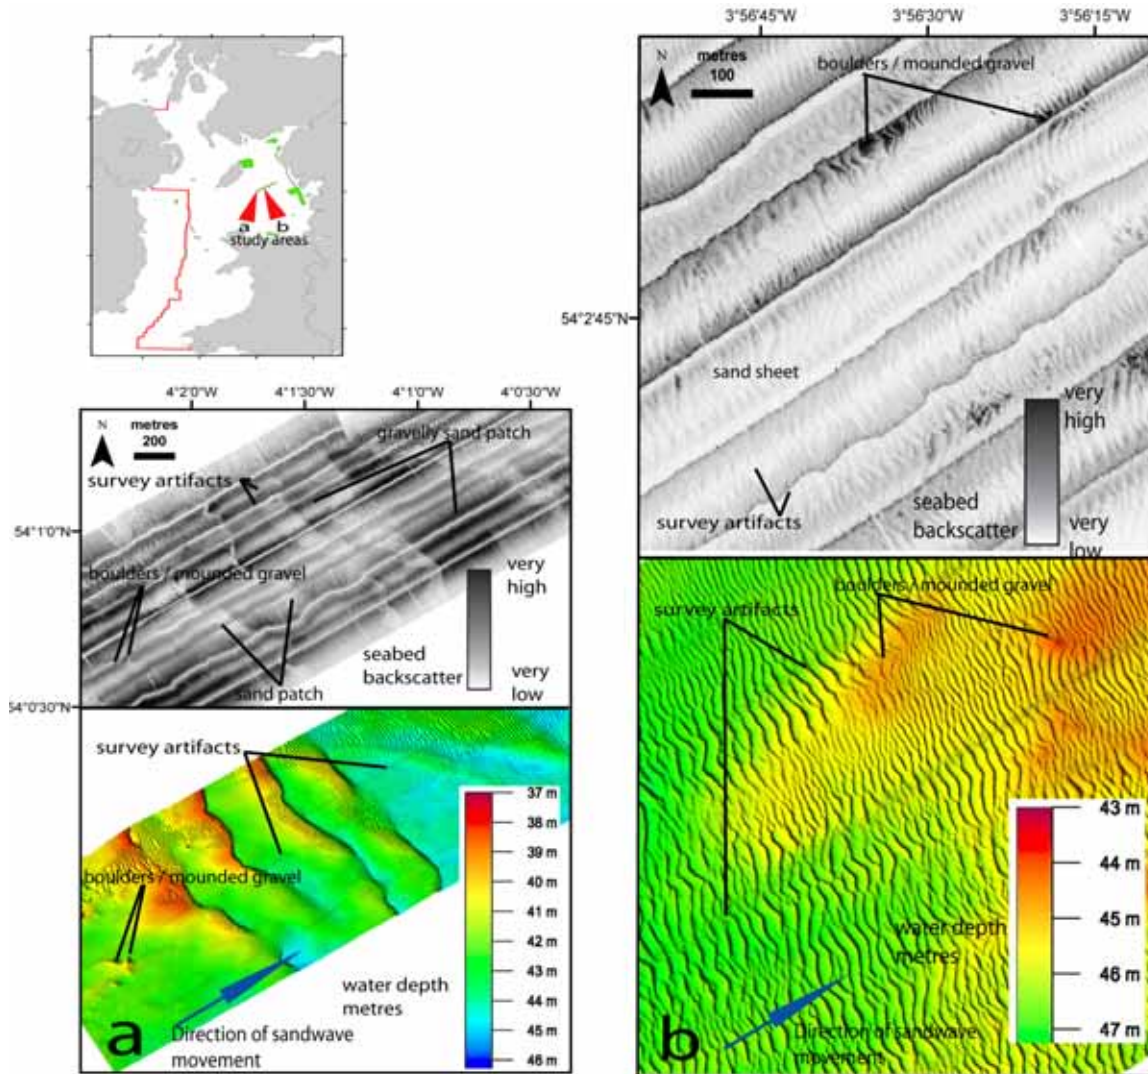 a
b
study areas
4°2'0"W
4°1'30"W
4°1'0"W
4°0'30"W
N
metres
200
gravelly sand patch
survey artifacts
54°1'0"N
boulders / mounded gravel
very
high
seabed
backscatter
very
low
sand patch
54°0'30"N
survey artifacts
37 m
38 m
39 m
40 m
41 m
42 m
43 m
44 m
45 m
46 m
boulders / mounded gravel
water depth
metres
a
Direction of sandwave
movement
3°56'45"W
3°56'30"W
3°56'15"W
N
metres
100
boulders / mounded gravel
54°2'45"N
sand sheet
very
high
seabed
backscatter
very
low
survey artifacts
boulders / mounded gravel
survey artifacts
43 m
44 m
45 m
46 m
47 m
water depth
metres
b
Direction of sandwave
movement